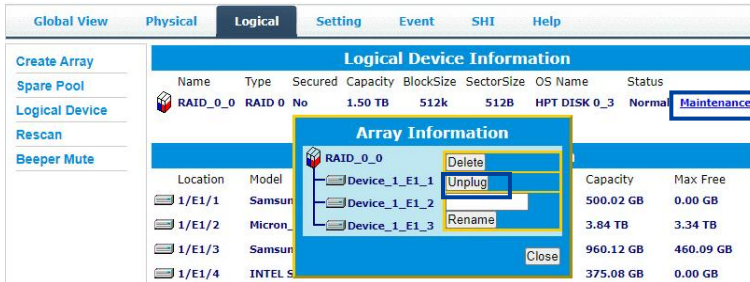 Global View Physical Logical Setting Event SHI Help
Create Array
Spare Pool
Logical Device
Rescan
Beeper Mute
Logical Device Information
Name Type Secured Capacity BlockSize SectorSize OS Name Status
RAID_0_0 RAID 0 No 1.50 TB 512k 512B HPT DISK 0_3 Normal Maintenance
Array Information
RAID_0_0
Device_1_E1_1
Device_1_E1_2
Device_1_E1_3
Delete
Unplug
Rename
Close
Location Model Capacity Max Free
1/E1/1 Samsun 500.02 GB 0.00 GB
1/E1/2 Micron_ 3.84 TB 3.34 TB
1/E1/3 Samsun 960.12 GB 460.09 GB
1/E1/4 INTEL S 375.08 GB 0.00 GB